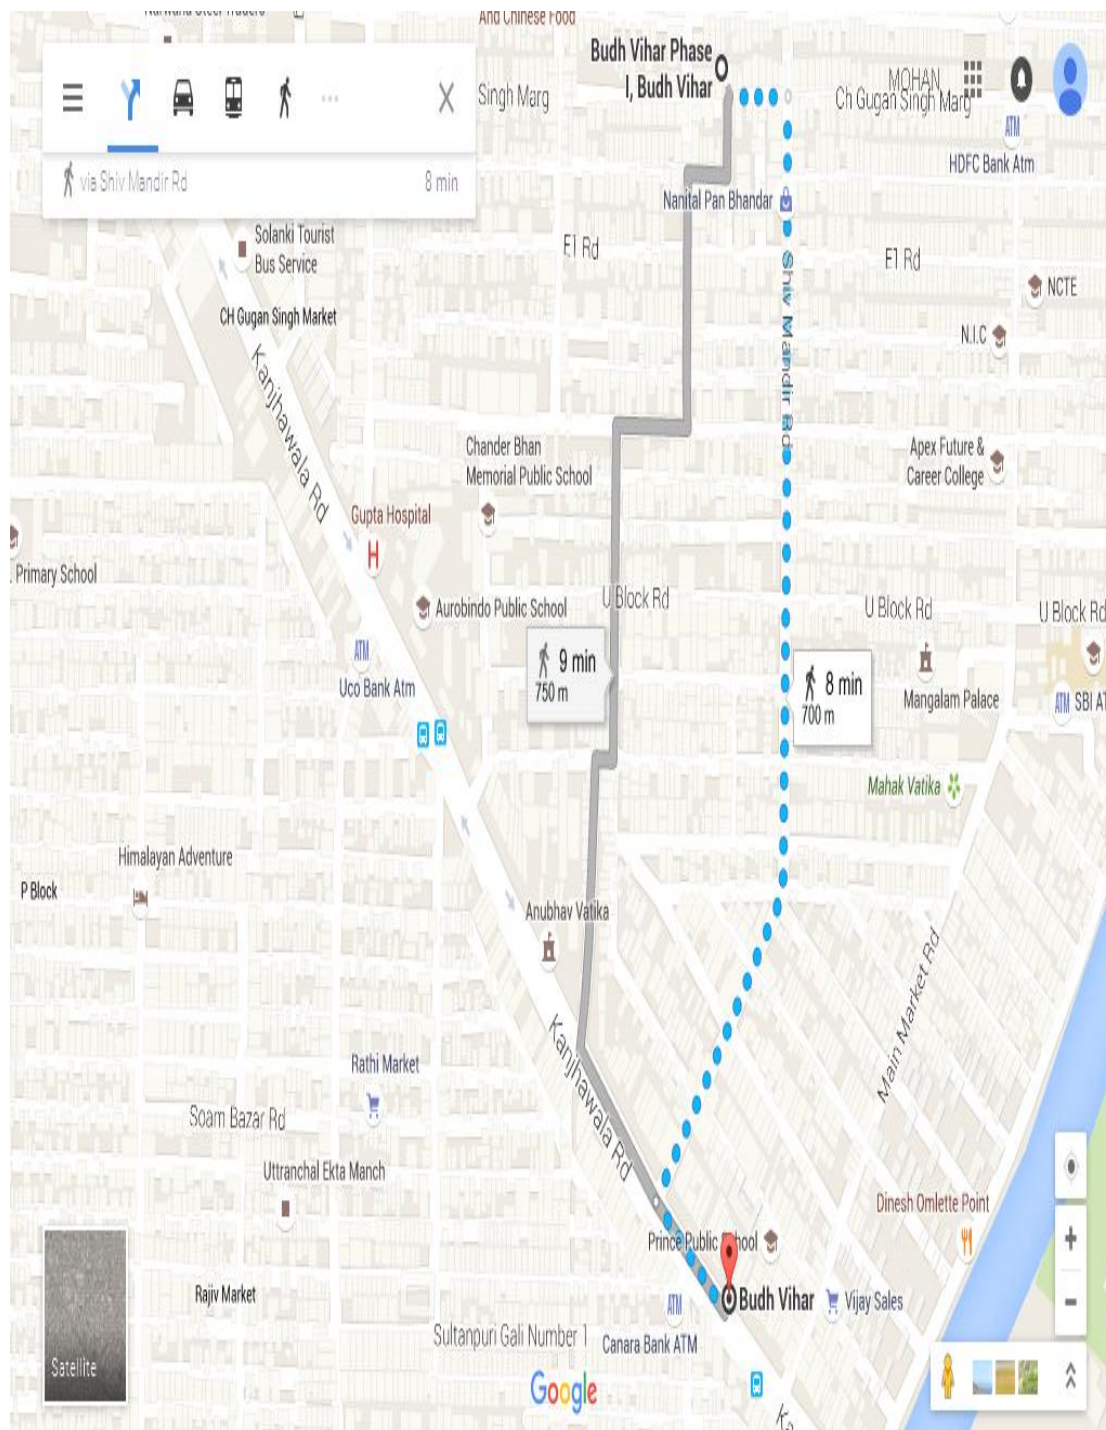 And Chinese Food
Budh Vihar Phase
I, Budh Vihar
MOHAN
Singh Marg
Ch Gugan Singh Marg
ATM
HDFC Bank Atm
via Shiv Mandir Rd
8 min
Nanital Pan Bhandar
Solanki Tourist
Bus Service
E1 Rd
E1 Rd
NCTE
CH Gugan Singh Market
Shiv Mandir Rd
N.I.C
Kanjhawala Rd
Chander Bhan
Memorial Public School
Apex Future &
Career College
Gupta Hospital
H
Primary School
Aurobindo Public School
U Block Rd
U Block Rd
U Block Rd
ATM
Uco Bank Atm
9 min
750 m
8 min
700 m
Mangalam Palace
ATM SBI AT
Mahak Vatika
Himalayan Adventure
P Block
Anubhav Vatika
Main Market Rd
Kanjhawala Rd
Rathi Market
Soam Bazar Rd
Uttranchal Ekta Manch
Dinesh Omlette Point
Prince Public School
Rajiv Market
ATM
Budh Vihar
Vijay Sales
Sultanpuri Gali Number 1
Canara Bank ATM
Satellite
Google
Ka